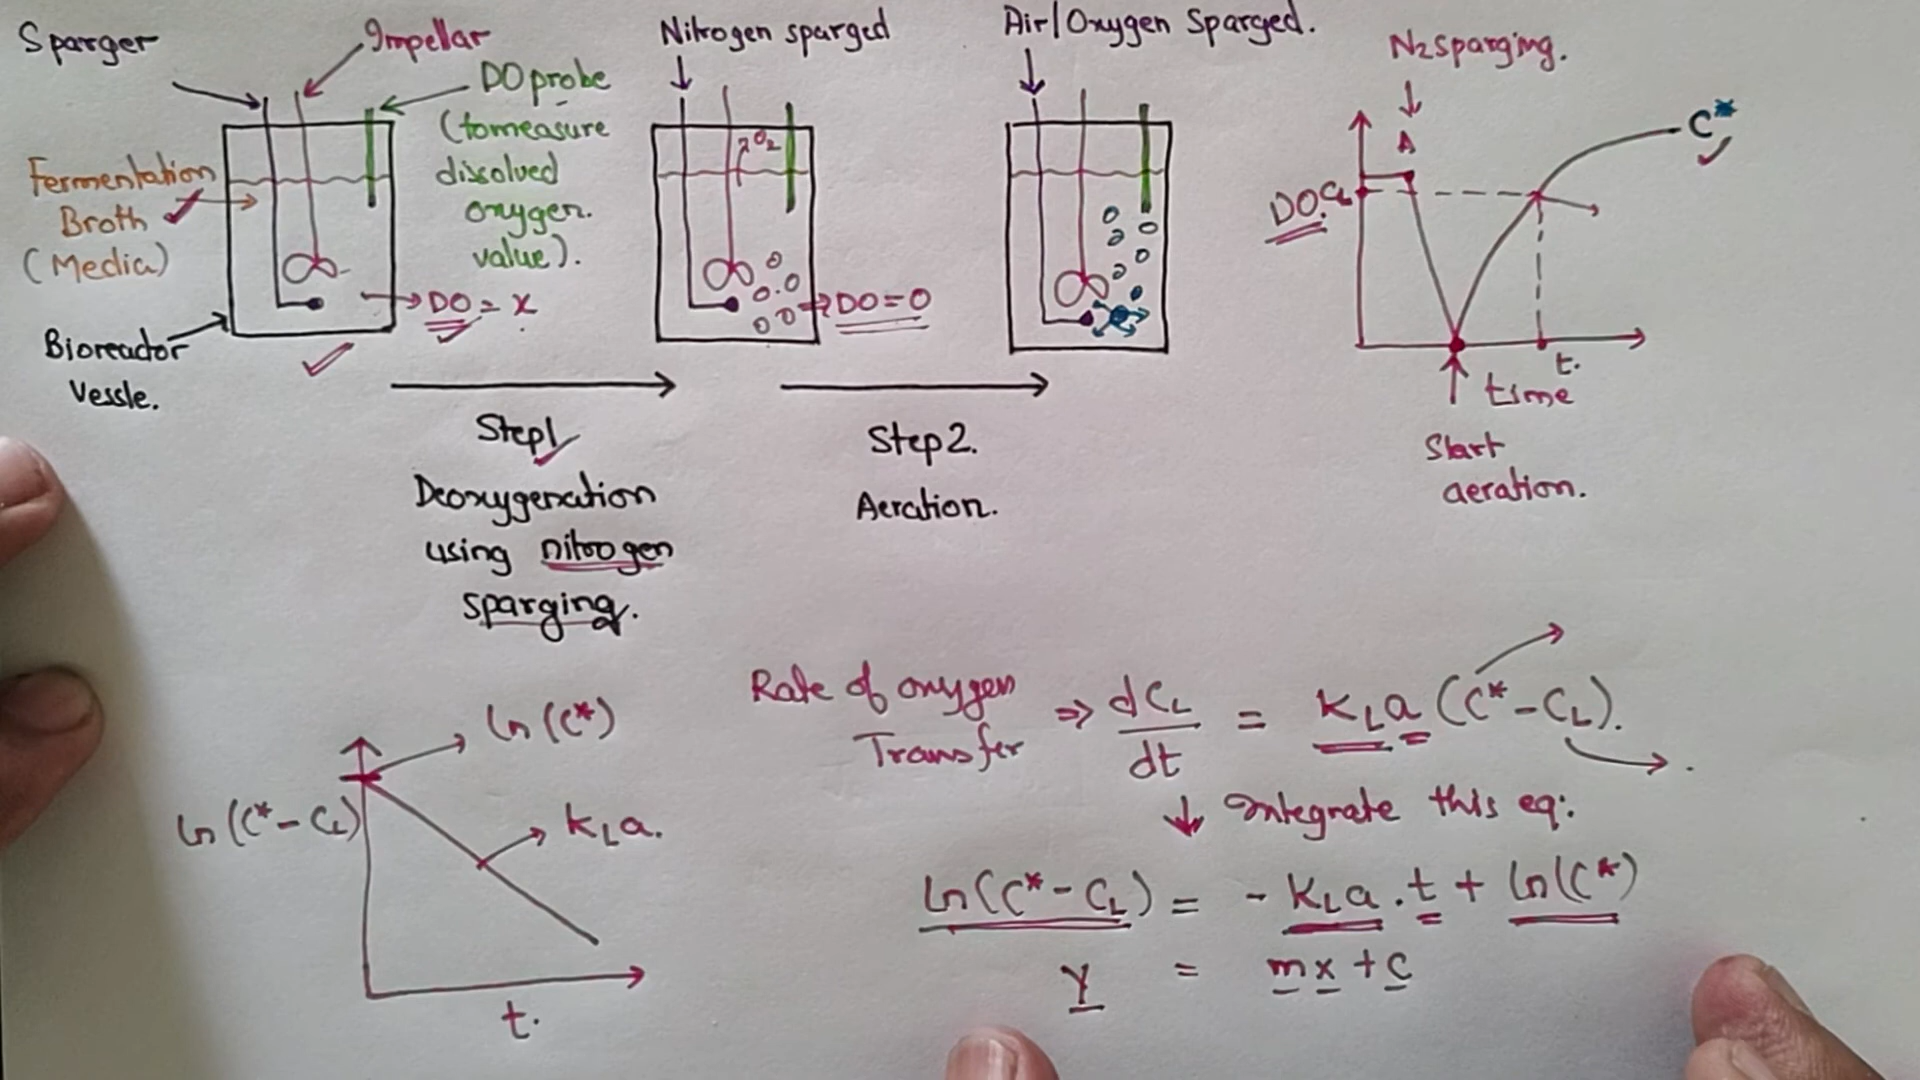 Sparger
Impellar
DO probe
(to measure
dissolved
oxygen
value).
Fermentation
Broth
(Media)
DO = x
Bioreactor
Vessle.
Nitrogen sparged
O2
DO = 0
Air/Oxygen Sparged.
Step1
Deoxygenation
using nitrogen
sparging.
Step 2.
Aeration.
N2 sparging.
A
C*
DO. CL
t.
time
Start
aeration.
ln(C*)
ln(C*-CL)
kLa.
t.
Rate of oxygen
Transfer
⇒ dCL/dt = kLa(C*-CL).
↓ Integrate this eq:
ln(C*-CL) = -kLa.t + ln(C*)
Y = mx + c